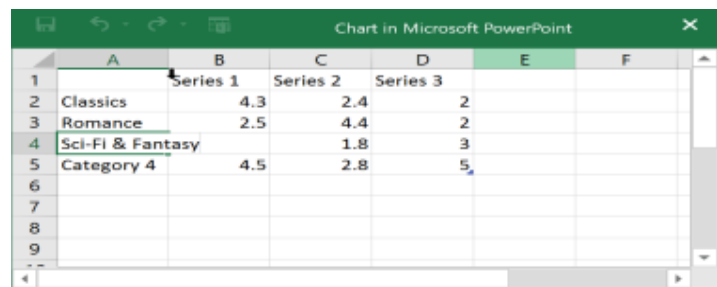 Chart in Microsoft PowerPoint
A B C D E F
1 Series 1 Series 2 Series 3
2 Classics 4.3 2.4 2
3 Romance 2.5 4.4 2
4 Sci-Fi & Fantasy 1.8 3
5 Category 4 4.5 2.8 5
6
7
8
9